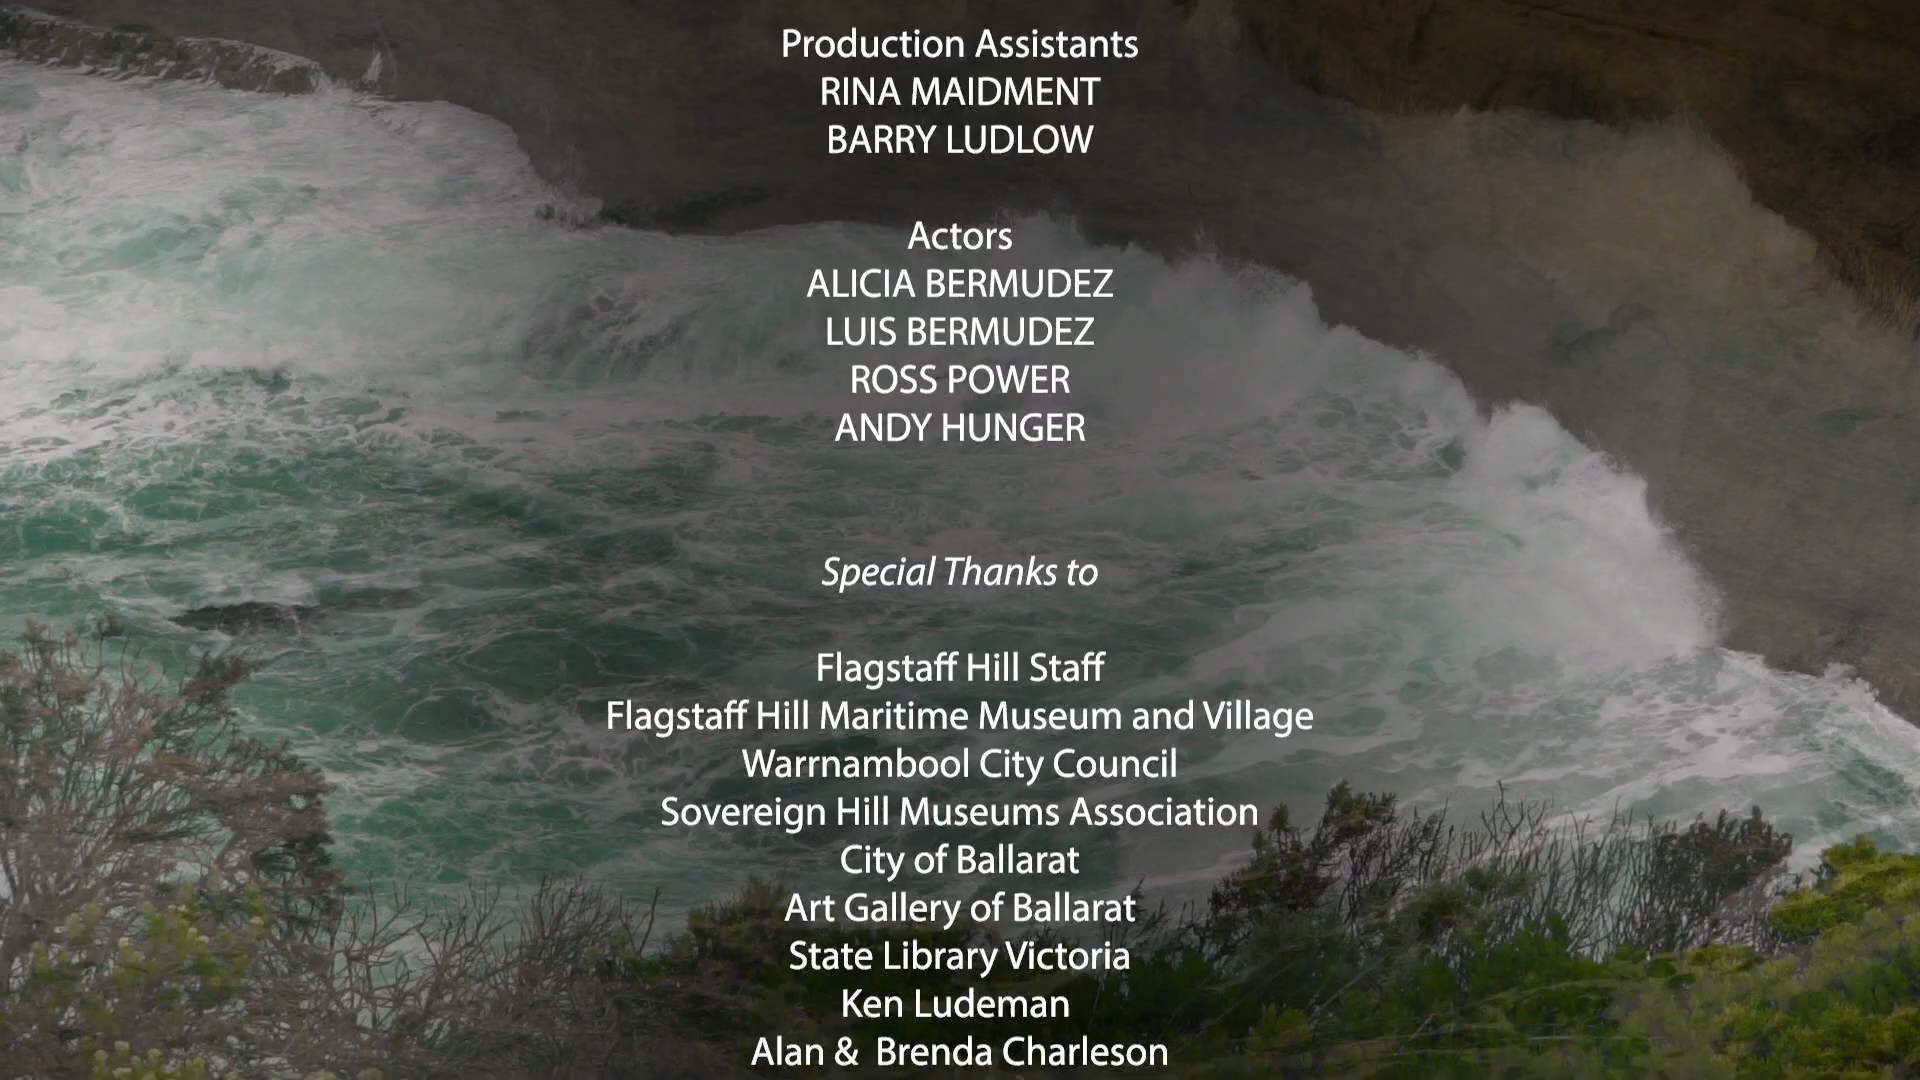 Production Assistants
RINA MAIDMENT
BARRY LUDLOW
Actors
ALICIA BERMUDEZ
LUIS BERMUDEZ
ROSS POWER
ANDY HUNGER
Special Thanks to
Flagstaff Hill Staff
Flagstaff Hill Maritime Museum and Village
Warrnambool City Council
Sovereign Hill Museums Association
City of Ballarat
Art Gallery of Ballarat
State Library Victoria
Ken Ludeman
Alan &  Brenda Charleson